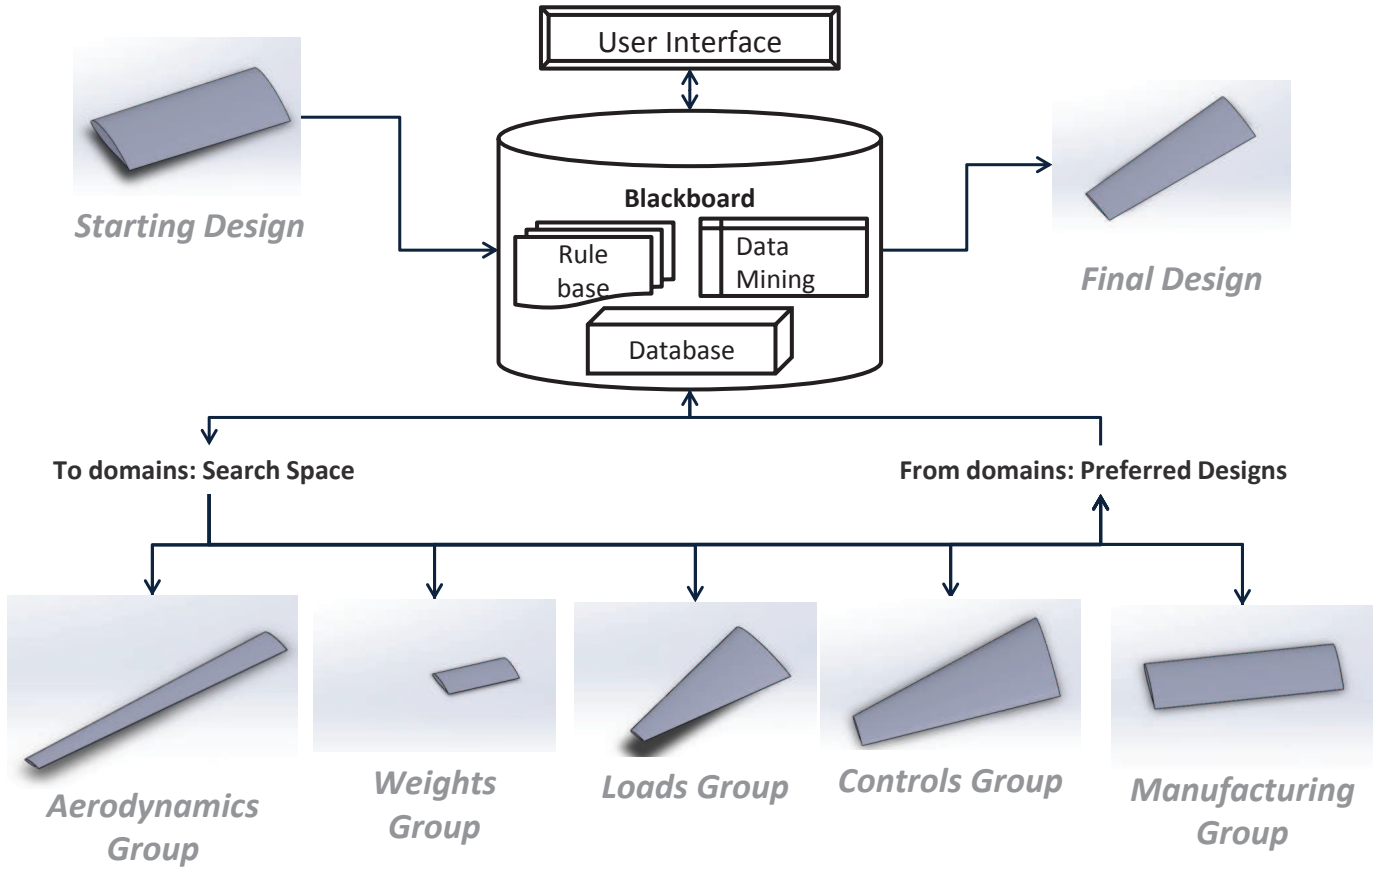 User Interface
Starting Design
Blackboard
Rule
base
Data
Mining
Database
Final Design
To domains: Search Space
From domains: Preferred Designs
Aerodynamics
Group
Weights
Group
Loads Group
Controls Group
Manufacturing
Group